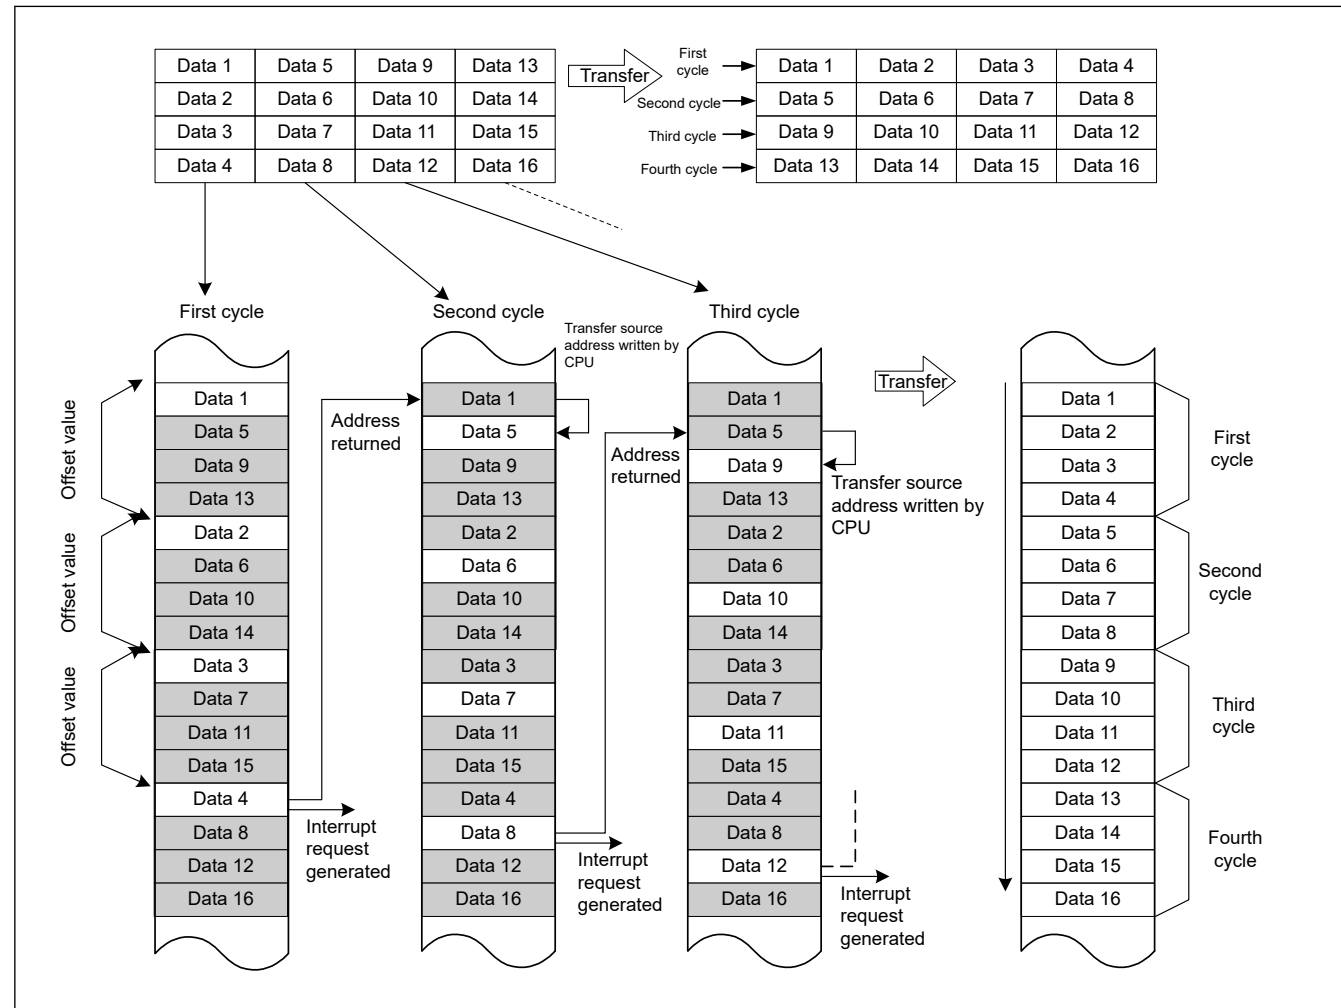 Data 1 Data 5 Data 9 Data 13
Data 2 Data 6 Data 10 Data 14
Data 3 Data 7 Data 11 Data 15
Data 4 Data 8 Data 12 Data 16
Transfer
First
cycle
Second cycle
Third cycle
Fourth cycle
Data 1 Data 2 Data 3 Data 4
Data 5 Data 6 Data 7 Data 8
Data 9 Data 10 Data 11 Data 12
Data 13 Data 14 Data 15 Data 16
First cycle
Offset value
Offset value
Offset value
Data 1
Data 5
Data 9
Data 13
Data 2
Data 6
Data 10
Data 14
Data 3
Data 7
Data 11
Data 15
Data 4
Data 8
Data 12
Data 16
Address
returned
Interrupt
request
generated
Second cycle
Transfer source
address written by
CPU
Data 1
Data 5
Data 9
Data 13
Data 2
Data 6
Data 10
Data 14
Data 3
Data 7
Data 11
Data 15
Data 4
Data 8
Data 12
Data 16
Address
returned
Interrupt
request
generated
Third cycle
Data 1
Data 5
Data 9
Data 13
Data 2
Data 6
Data 10
Data 14
Data 3
Data 7
Data 11
Data 15
Data 4
Data 8
Data 12
Data 16
Transfer source
address written by
CPU
Interrupt
request
generated
Transfer
Data 1
Data 2
Data 3
Data 4
Data 5
Data 6
Data 7
Data 8
Data 9
Data 10
Data 11
Data 12
Data 13
Data 14
Data 15
Data 16
First
cycle
Second
cycle
Third
cycle
Fourth
cycle